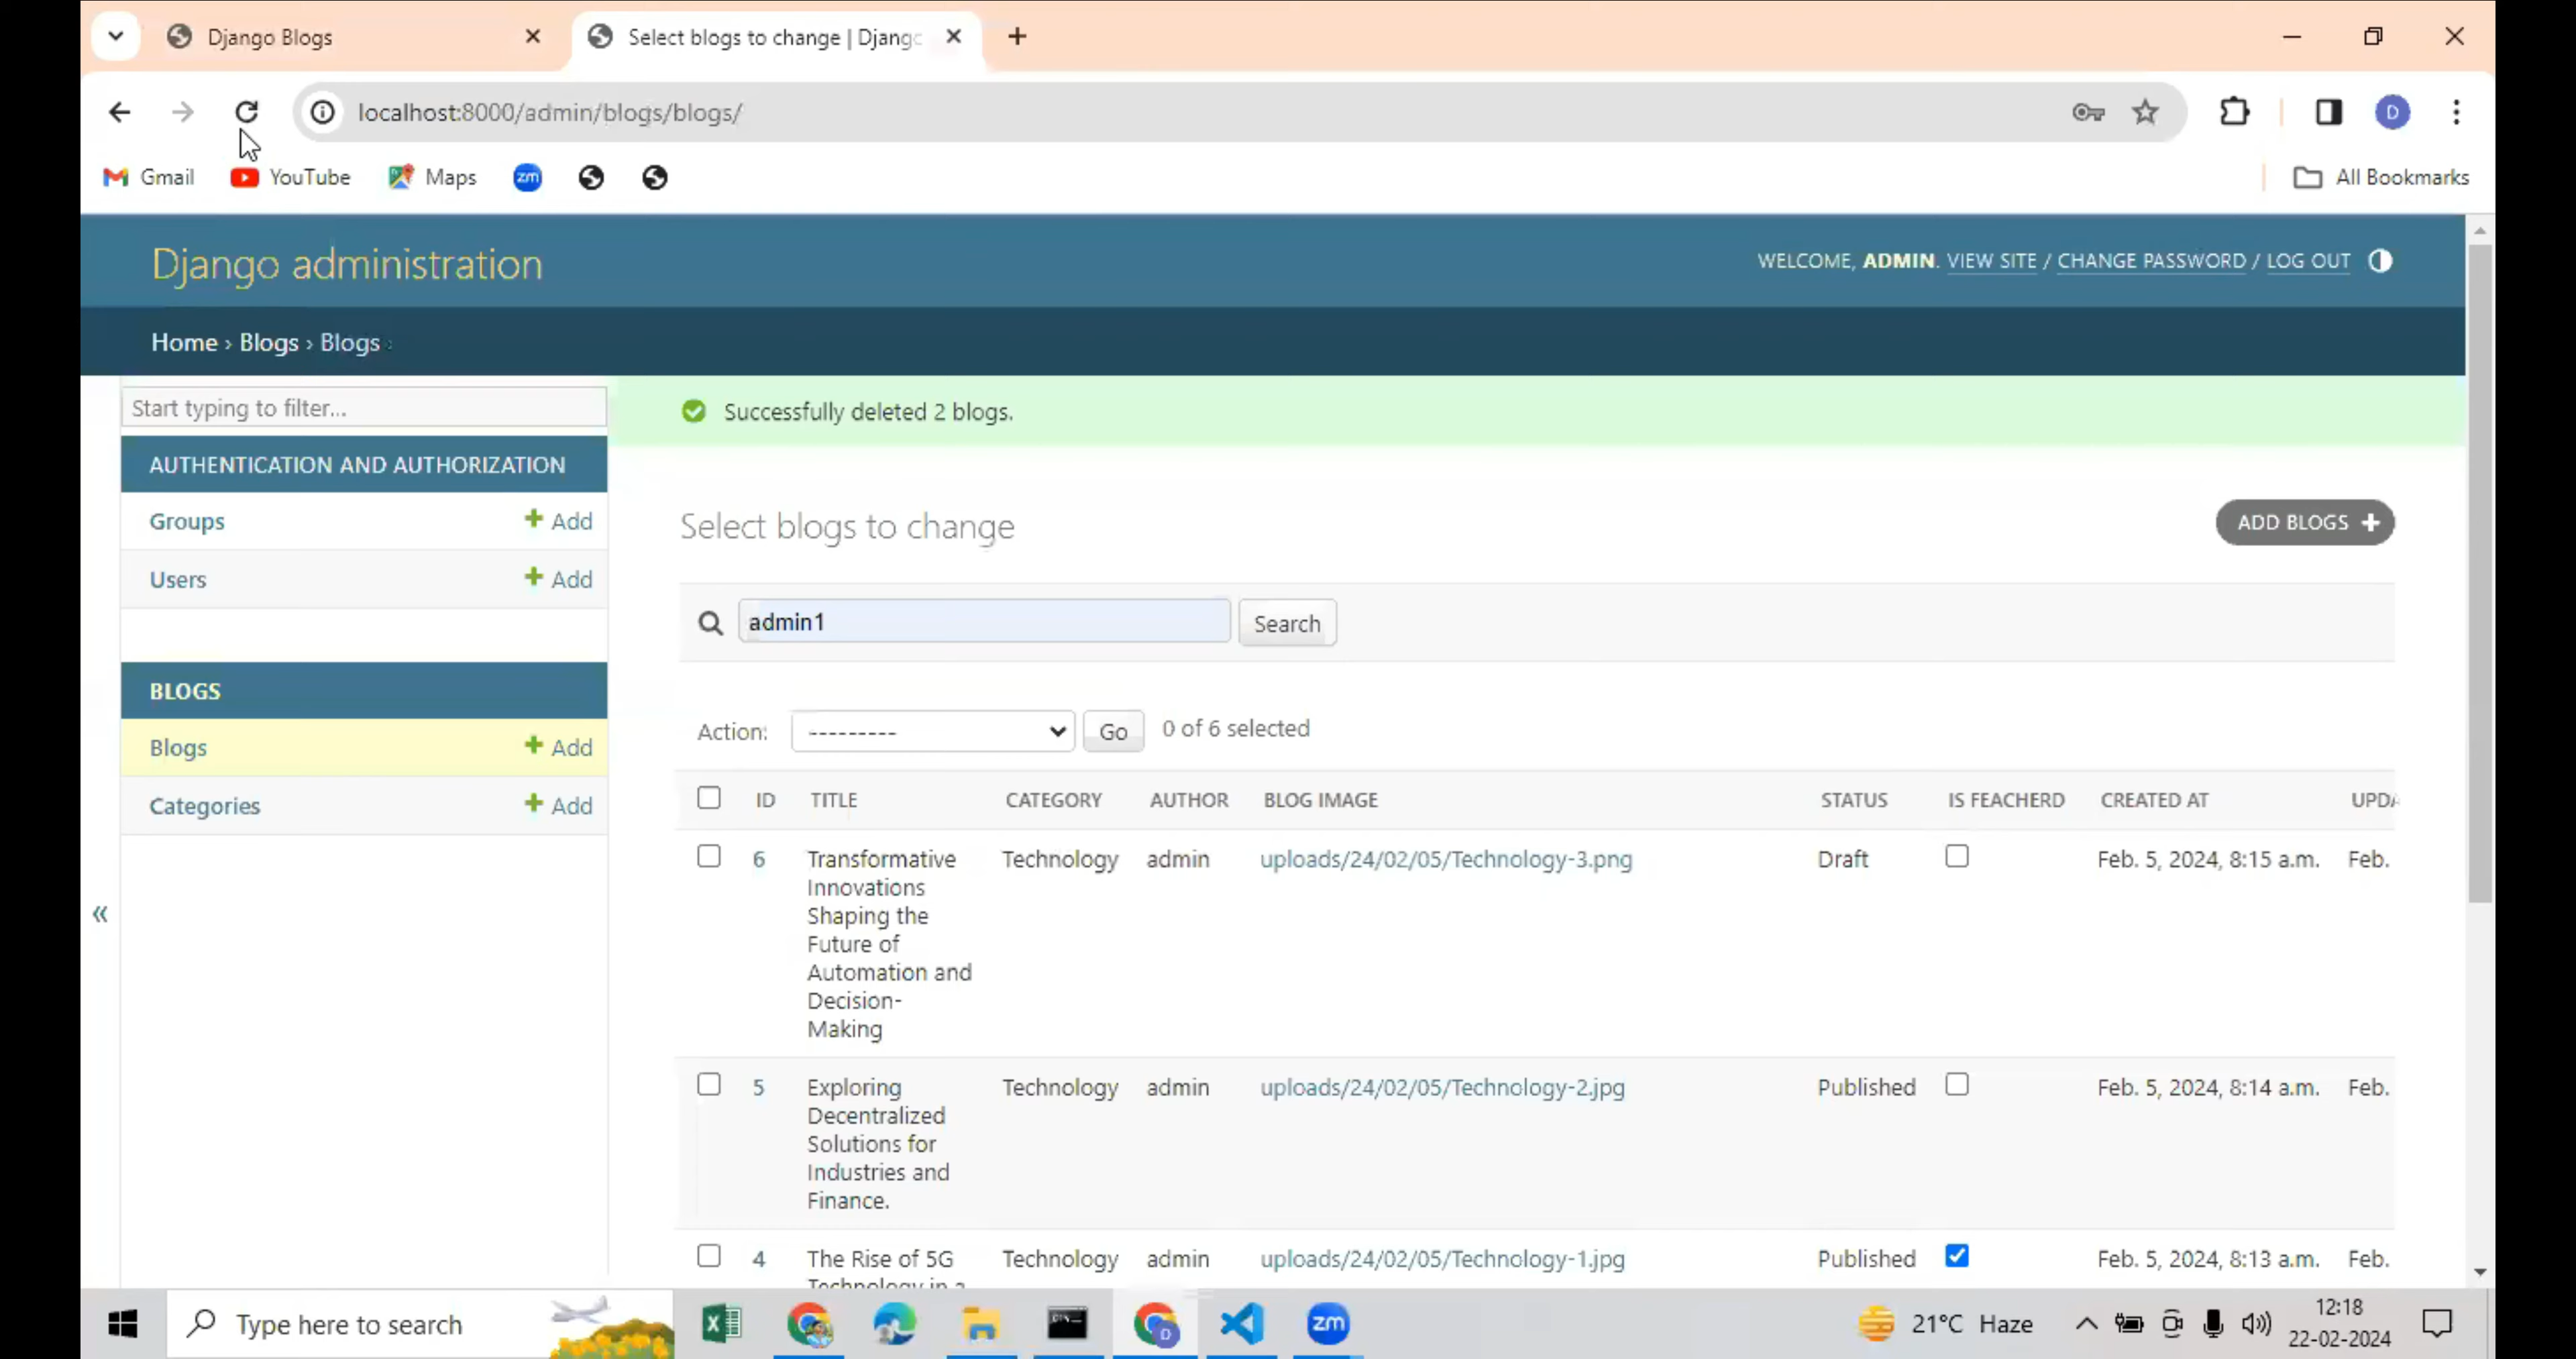 Django Blogs
Select blogs to change | Django
localhost:8000/admin/blogs/blogs/
D
Gmail
YouTube
Maps
zm
All Bookmarks
Django administration
WELCOME, ADMIN. VIEW SITE / CHANGE PASSWORD / LOG OUT
Home › Blogs › Blogs
Start typing to filter...
Successfully deleted 2 blogs.
AUTHENTICATION AND AUTHORIZATION
Groups + Add
Users + Add
BLOGS
Blogs + Add
Categories + Add
«
Select blogs to change
ADD BLOGS +
admin1
Search
Action: --------- Go 0 of 6 selected
ID TITLE CATEGORY AUTHOR BLOG IMAGE STATUS IS FEACHERD CREATED AT
6 Transformative Technology admin uploads/24/02/05/Technology-3.png Draft Feb. 5, 2024, 8:15 a.m. Feb.
Innovations
Shaping the
Future of
Automation and
Decision-
Making
5 Exploring Technology admin uploads/24/02/05/Technology-2.jpg Published Feb. 5, 2024, 8:14 a.m. Feb.
Decentralized
Solutions for
Industries and
Finance.
4 The Rise of 5G Technology admin uploads/24/02/05/Technology-1.jpg Published Feb. 5, 2024, 8:13 a.m. Feb.
Technology in a
Type here to search
D
zm
21°C Haze
12:18
22-02-2024